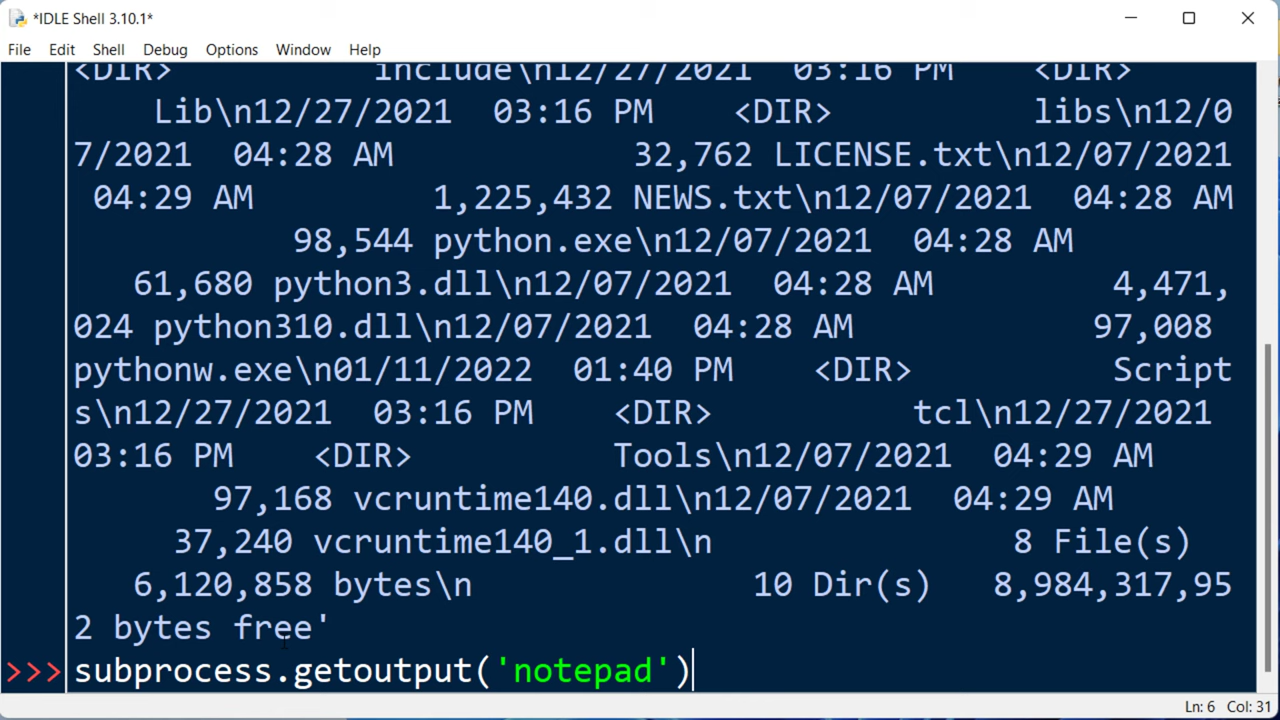 *IDLE Shell 3.10.1*
File Edit Shell Debug Options Window Help
<DIR> include\n12/27/2021 03:16 PM <DIR>
Lib\n12/27/2021 03:16 PM <DIR> libs\n12/0
7/2021 04:28 AM 32,762 LICENSE.txt\n12/07/2021
04:29 AM 1,225,432 NEWS.txt\n12/07/2021 04:28 AM
98,544 python.exe\n12/07/2021 04:28 AM
61,680 python3.dll\n12/07/2021 04:28 AM 4,471,
024 python310.dll\n12/07/2021 04:28 AM 97,008
pythonw.exe\n01/11/2022 01:40 PM <DIR> Script
s\n12/27/2021 03:16 PM <DIR> tcl\n12/27/2021
03:16 PM <DIR> Tools\n12/07/2021 04:29 AM
97,168 vcruntime140.dll\n12/07/2021 04:29 AM
37,240 vcruntime140_1.dll\n 8 File(s)
6,120,858 bytes\n 10 Dir(s) 8,984,317,95
2 bytes free'
>>> subprocess.getoutput('notepad')
Ln: 6 Col: 31